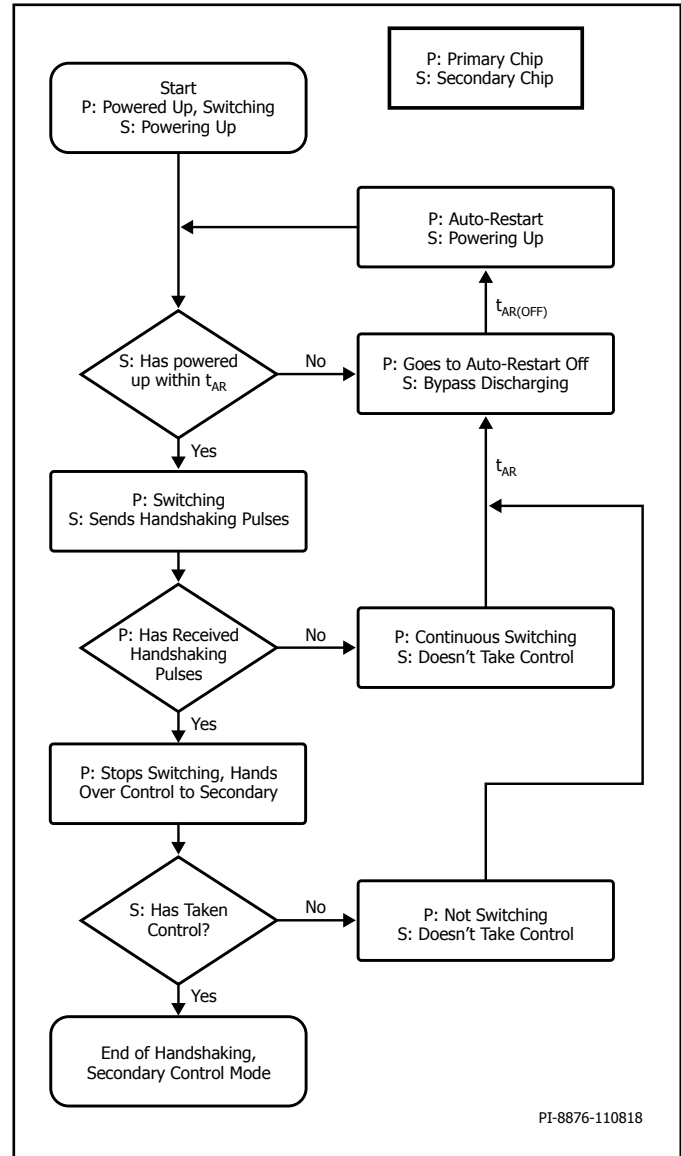 P: Primary Chip
S: Secondary Chip
Start
P: Powered Up, Switching
S: Powering Up
P: Auto-Restart
S: Powering Up
tAR(OFF)
S: Has powered
up within tAR
No
P: Goes to Auto-Restart Off
S: Bypass Discharging
Yes
tAR
P: Switching
S: Sends Handshaking Pulses
P: Has Received
Handshaking
Pulses
No
P: Continuous Switching
S: Doesn't Take Control
Yes
P: Stops Switching, Hands
Over Control to Secondary
S: Has Taken
Control?
No
P: Not Switching
S: Doesn't Take Control
Yes
End of Handshaking,
Secondary Control Mode
PI-8876-110818